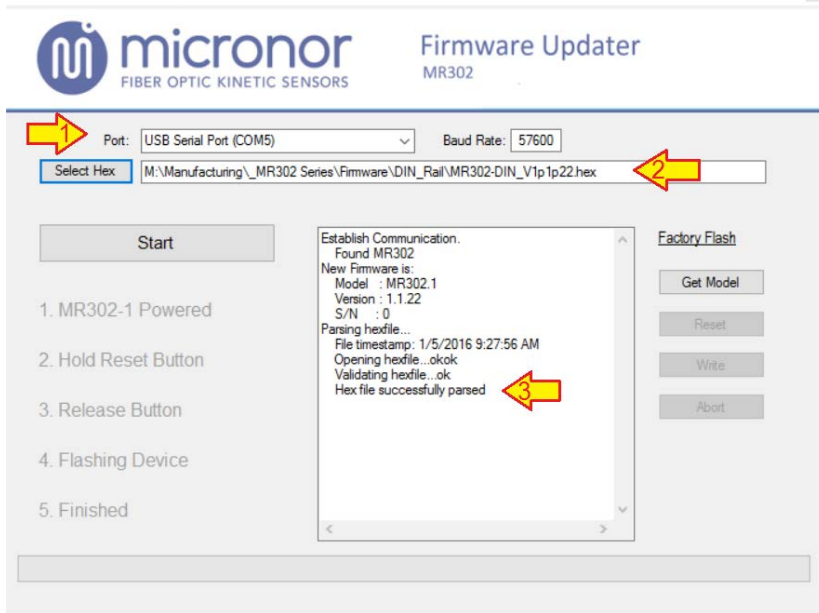 micronor
FIBER OPTIC KINETIC SENSORS
Firmware Updater
MR302
1
Port: USB Serial Port (COM5) Baud Rate: 57600
Select Hex M:\Manufacturing\_MR302 Series\Firmware\DIN_Rail\MR302-DIN_V1p1p22.hex 2
Start
1. MR302-1 Powered
2. Hold Reset Button
3. Release Button
4. Flashing Device
5. Finished
Establish Communication.
Found MR302
New Firmware is:
Model : MR302.1
Version : 1.1.22
S/N : 0
Parsing hexfile...
File timestamp: 1/5/2016 9:27:56 AM
Opening hexfile...okok
Validating hexfile...ok
Hex file successfully parsed 3
Factory Flash
Get Model
Reset
Write
Abort